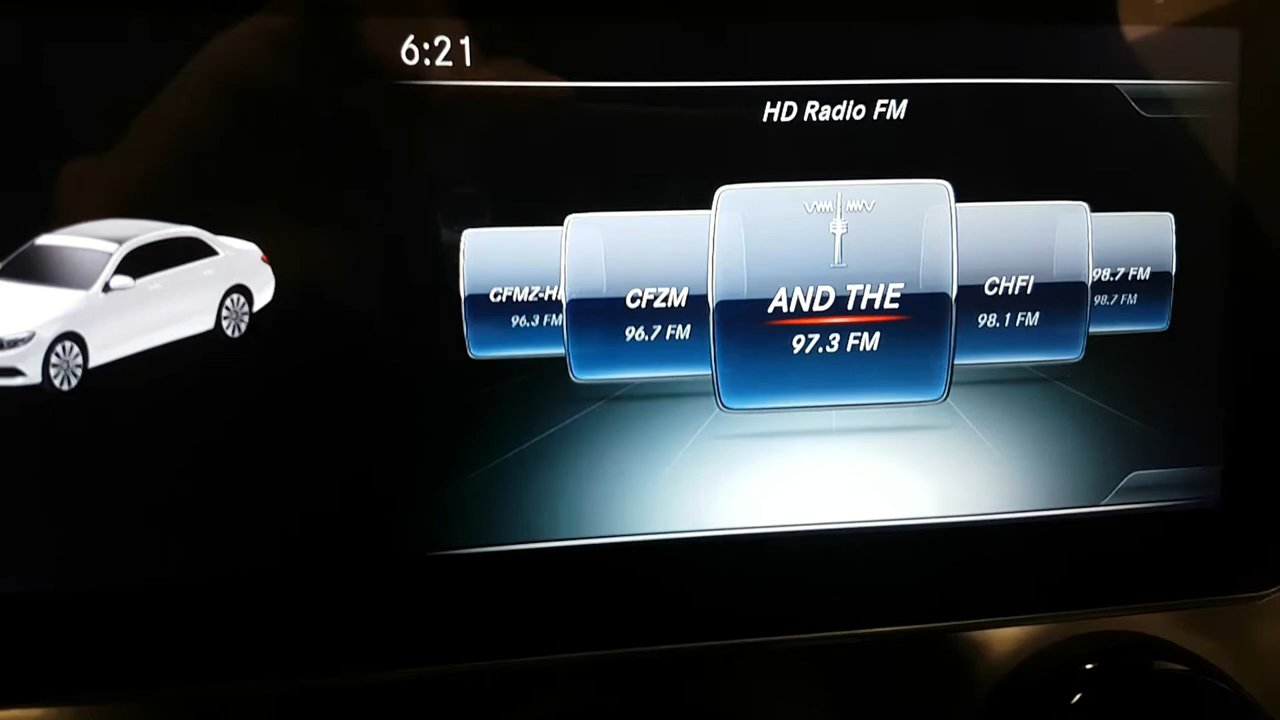 6:21
HD Radio FM
CFMZ-H
96.3 FM
CFZM
96.7 FM
AND THE
97.3 FM
CHFI
98.1 FM
98.7 FM
98.7 FM